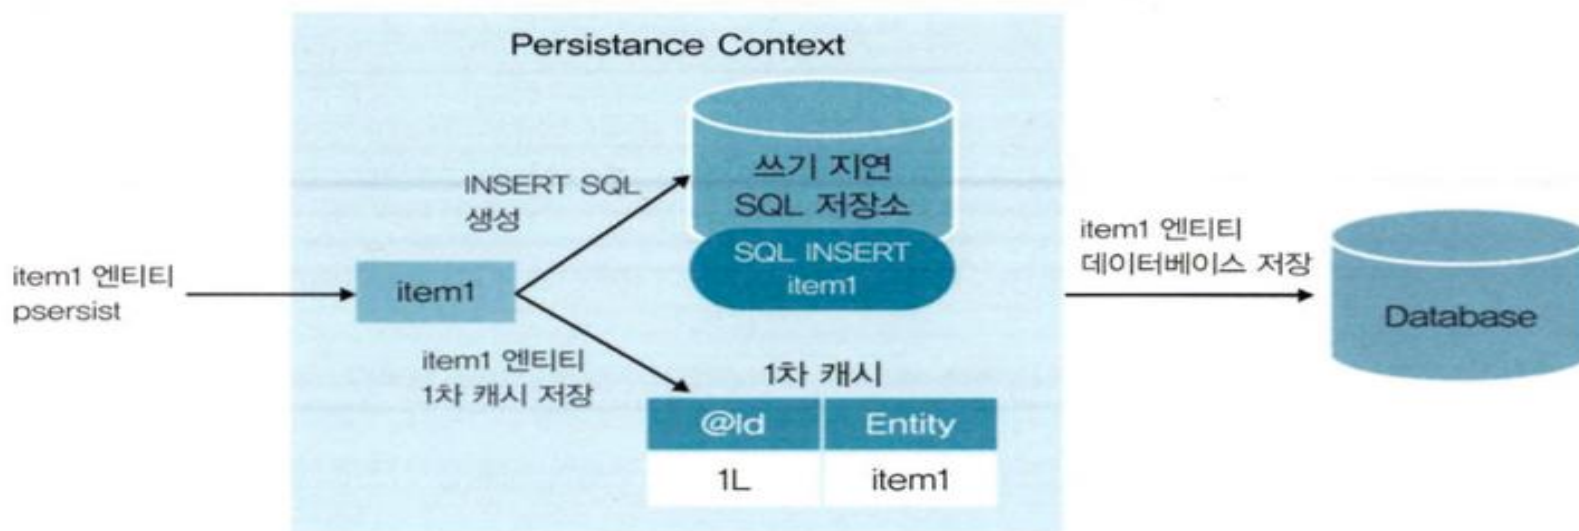 Persistance Context
쓰기 지연
SQL 저장소
INSERT SQL
생성
SQL INSERT
item1
item1 엔티티
psersist
item1
item1 엔티티
데이터베이스 저장
Database
item1 엔티티
1차 캐시 저장
1차 캐시
@Id
Entity
1L
item1